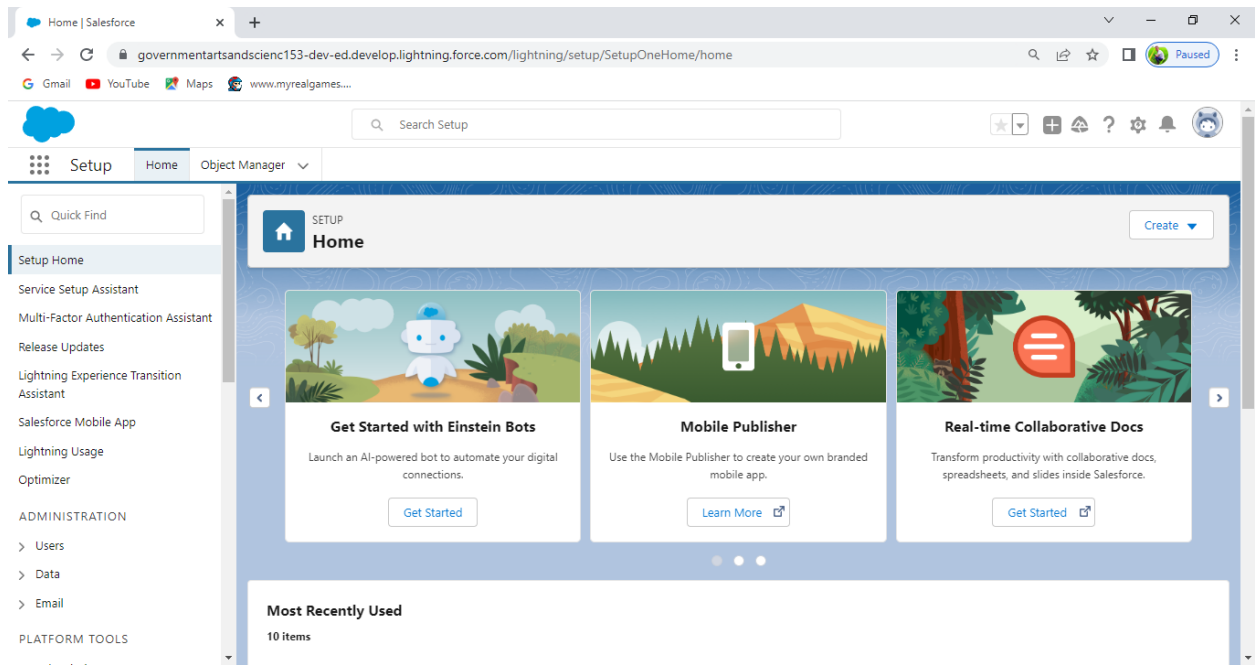 Home | Salesforce
governmentartsandscienc153-dev-ed.develop.lightning.force.com/lightning/setup/SetupOneHome/home
Paused
Gmail
YouTube
Maps
www.myrealgames....
Search Setup
Setup
Home
Object Manager
Quick Find
Setup Home
Service Setup Assistant
Multi-Factor Authentication Assistant
Release Updates
Lightning Experience Transition
Assistant
Salesforce Mobile App
Lightning Usage
Optimizer
ADMINISTRATION
Users
Data
Email
PLATFORM TOOLS
SETUP
Home
Create
Get Started with Einstein Bots
Launch an AI-powered bot to automate your digital
connections.
Get Started
Mobile Publisher
Use the Mobile Publisher to create your own branded
mobile app.
Learn More
Real-time Collaborative Docs
Transform productivity with collaborative docs,
spreadsheets, and slides inside Salesforce.
Get Started
Most Recently Used
10 items